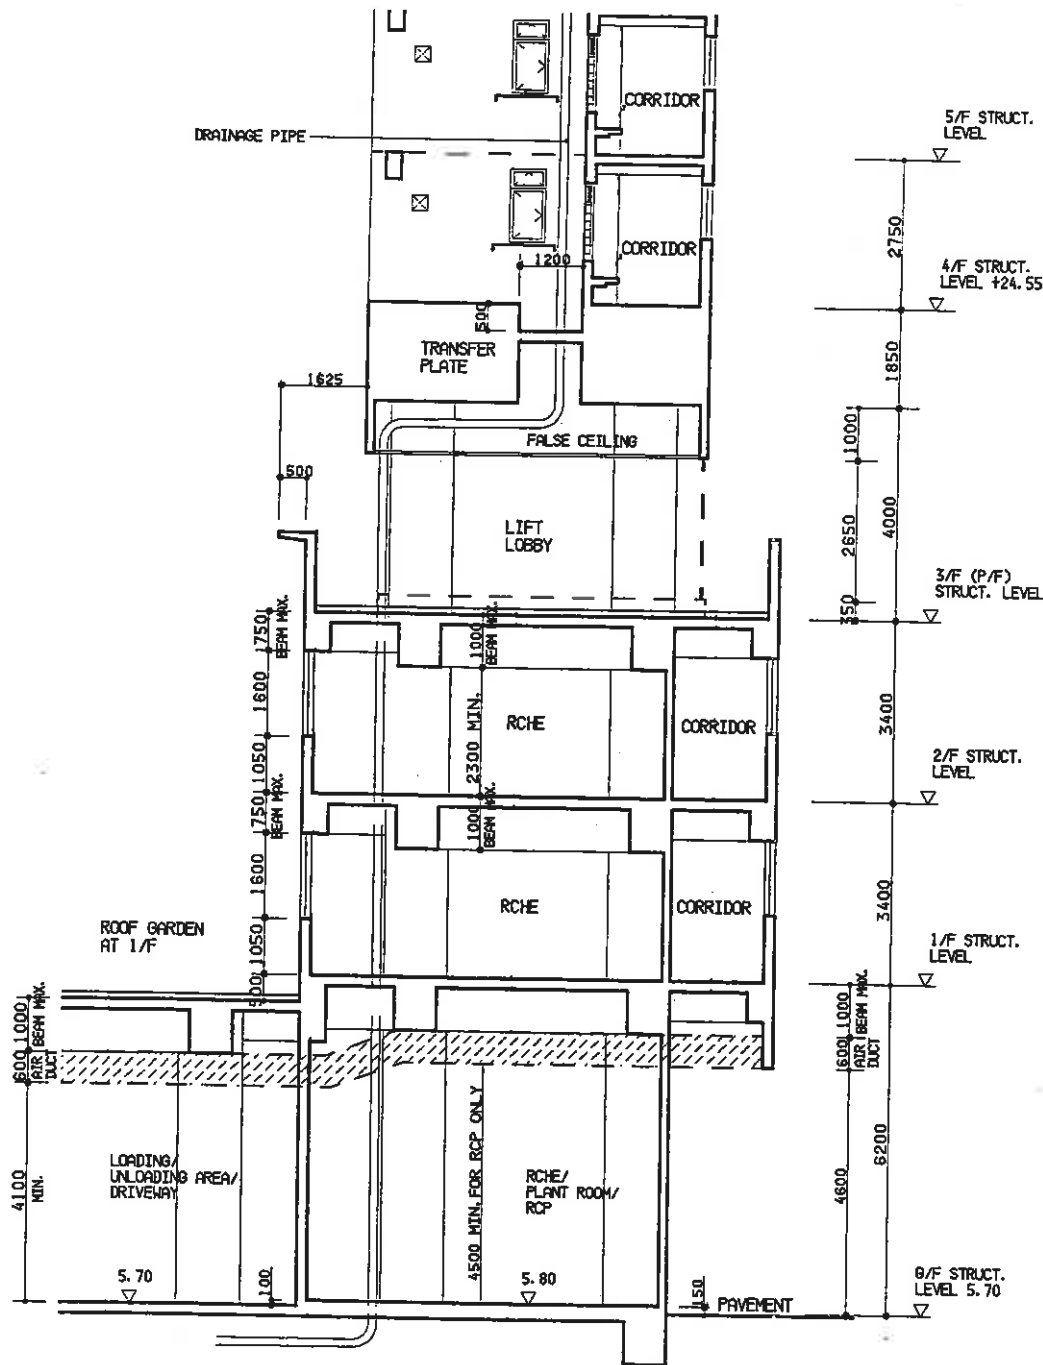 CORRIDOR
5/F STRUCT.
LEVEL
DRAINAGE PIPE
CORRIDOR
2750
1200
4/F STRUCT.
LEVEL +24.55
500
TRANSFER
PLATE
1850
1625
1000
FALSE CEILING
500
LIFT
LOBBY
2650
4000
3/F (P/F)
STRUCT. LEVEL
350
1750
BEAM MAX.
1000
BEAM MAX.
1600
RCHE
CORRIDOR
2300 MIN.
3400
2/F STRUCT.
LEVEL
1050
750
BEAM MAX.
1000
BEAM MAX.
1600
RCHE
CORRIDOR
3400
ROOF GARDEN
AT 1/F
1050
1/F STRUCT.
LEVEL
500
1000
BEAM MAX.
1000
BEAM MAX.
600
AIR
DUCT
600
AIR
DUCT
4500 MIN. FOR RCP ONLY
6200
LOADING/
UNLOADING AREA/
DRIVEWAY
RCHE/
PLANT ROOM/
RCP
4100
MIN.
4600
5.70
100
5.80
150
PAVEMENT
G/F STRUCT.
LEVEL 5.70